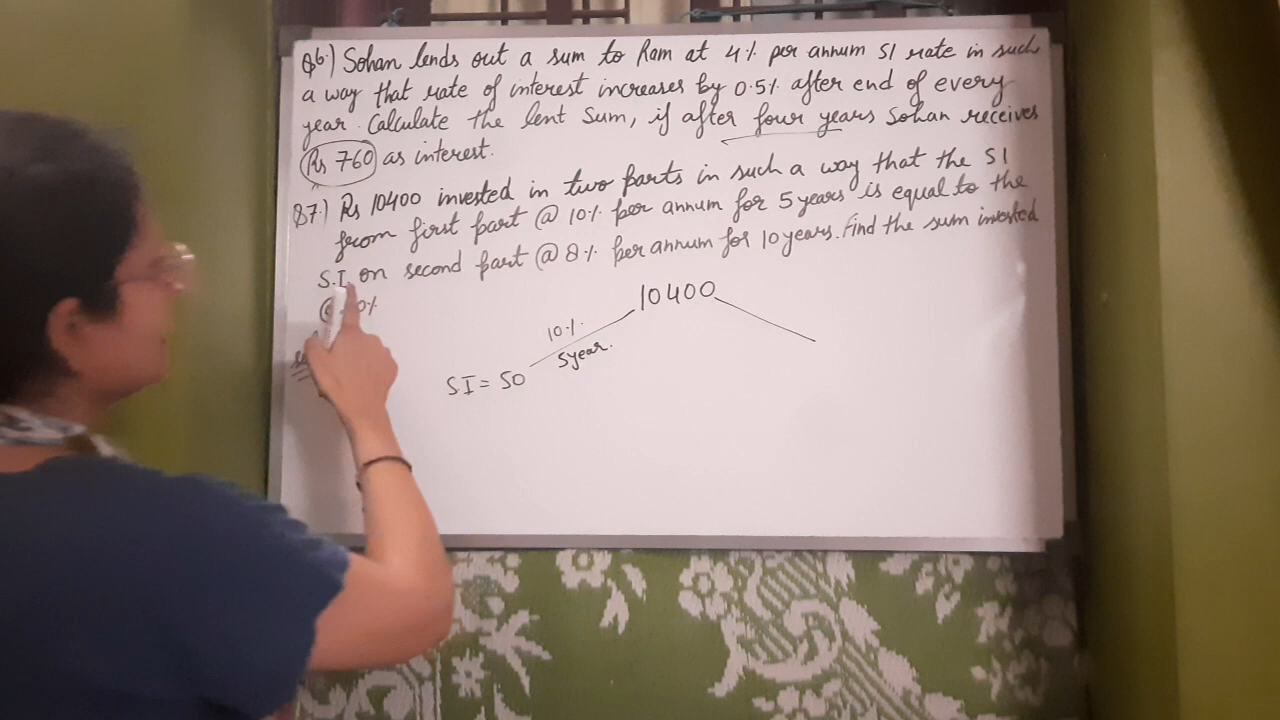 Q6.) Sohan lends out a sum to Ram at 4% per annum SI rate in such
a way that rate of interest increases by 0.5% after end of every
year. Calculate the lent sum, if after four years Sohan receives
Rs 760 as interest.
Q7.) Rs 10400 invested in two parts in such a way that the SI
from first part @ 10% per annum for 5 years is equal to the
S.I. on second part @ 8% per annum for 10 years. Find the sum invested
10400
10%
5year.
SI = 50